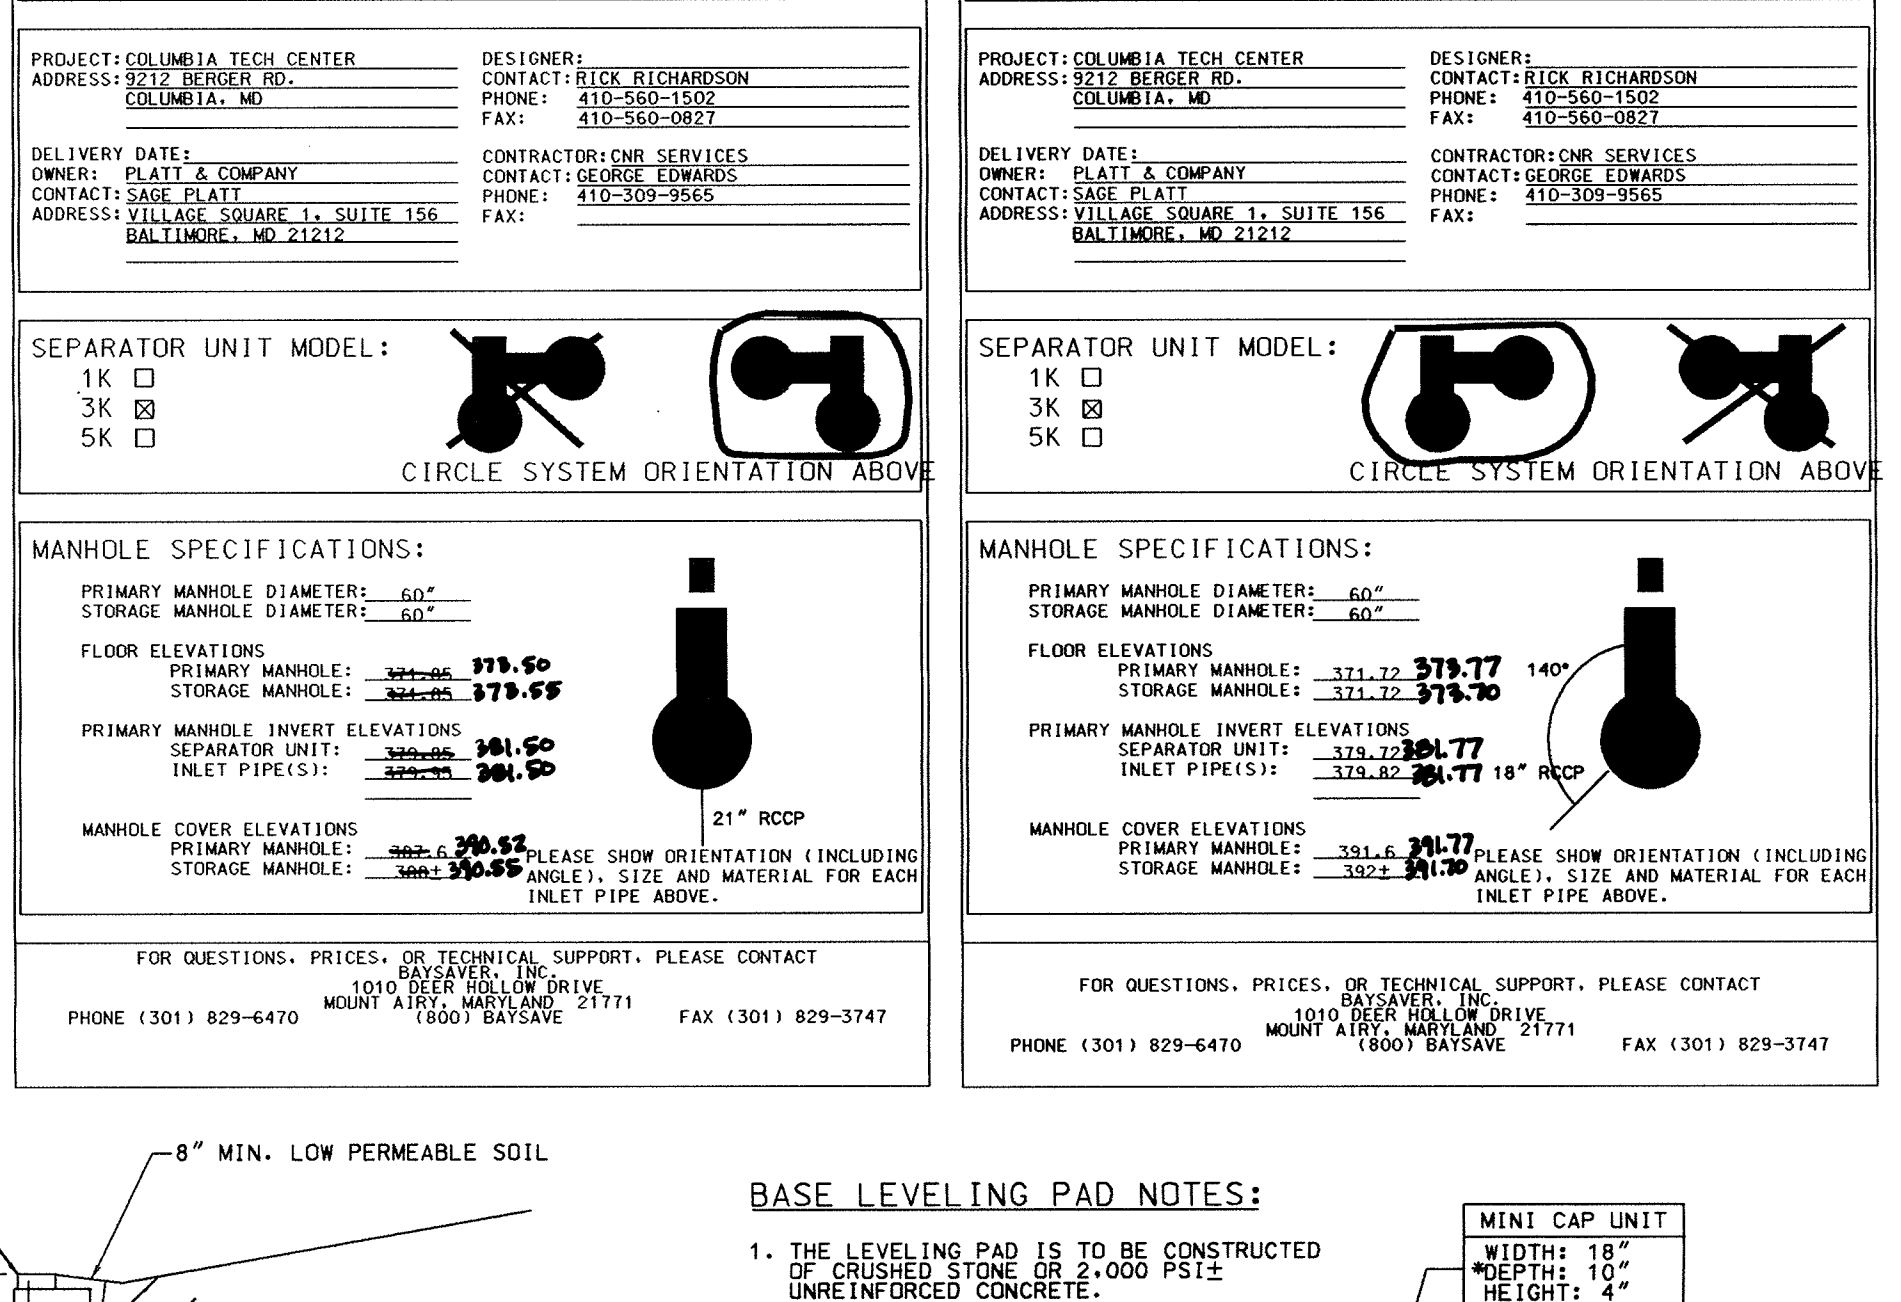 PROJECT: COLUMBIA TECH CENTER
ADDRESS: 9212 BERGER RD.
COLUMBIA, MD
DESIGNER:
CONTACT: RICK RICHARDSON
PHONE: 410-560-1502
FAX: 410-560-0827
DELIVERY DATE:
OWNER: PLATT & COMPANY
CONTACT: SAGE PLATT
ADDRESS: VILLAGE SQUARE 1, SUITE 156
BALTIMORE, MD 21212
CONTRACTOR: CNR SERVICES
CONTACT: GEORGE EDWARDS
PHONE: 410-309-9565
FAX:
SEPARATOR UNIT MODEL:
1K ☐
3K ☒
5K ☐
CIRCLE SYSTEM ORIENTATION ABOVE
MANHOLE SPECIFICATIONS:
PRIMARY MANHOLE DIAMETER: 60"
STORAGE MANHOLE DIAMETER: 60"
FLOOR ELEVATIONS
PRIMARY MANHOLE: 371.85 373.50
STORAGE MANHOLE: 371.85 373.55
PRIMARY MANHOLE INVERT ELEVATIONS
SEPARATOR UNIT: 379.85 381.50
INLET PIPE(S): 379.95 381.50
21" RCCP
MANHOLE COVER ELEVATIONS
PRIMARY MANHOLE: 387.6 390.52
STORAGE MANHOLE: 388± 390.55
PLEASE SHOW ORIENTATION (INCLUDING
ANGLE), SIZE AND MATERIAL FOR EACH
INLET PIPE ABOVE.
FOR QUESTIONS, PRICES, OR TECHNICAL SUPPORT, PLEASE CONTACT
BAYSAVER, INC.
1010 DEER HOLLOW DRIVE
MOUNT AIRY, MARYLAND 21771
PHONE (301) 829-6470 (800) BAYSAVE FAX (301) 829-3747
PROJECT: COLUMBIA TECH CENTER
ADDRESS: 9212 BERGER RD.
COLUMBIA, MD
DESIGNER:
CONTACT: RICK RICHARDSON
PHONE: 410-560-1502
FAX: 410-560-0827
DELIVERY DATE:
OWNER: PLATT & COMPANY
CONTACT: SAGE PLATT
ADDRESS: VILLAGE SQUARE 1, SUITE 156
BALTIMORE, MD 21212
CONTRACTOR: CNR SERVICES
CONTACT: GEORGE EDWARDS
PHONE: 410-309-9565
FAX:
SEPARATOR UNIT MODEL:
1K ☐
3K ☒
5K ☐
CIRCLE SYSTEM ORIENTATION ABOVE
MANHOLE SPECIFICATIONS:
PRIMARY MANHOLE DIAMETER: 60"
STORAGE MANHOLE DIAMETER: 60"
FLOOR ELEVATIONS
PRIMARY MANHOLE: 371.72 373.77
STORAGE MANHOLE: 371.72 373.70
140°
PRIMARY MANHOLE INVERT ELEVATIONS
SEPARATOR UNIT: 379.72 381.77
INLET PIPE(S): 379.82 381.77
18" RCCP
MANHOLE COVER ELEVATIONS
PRIMARY MANHOLE: 391.6 391.77
STORAGE MANHOLE: 392± 391.70
PLEASE SHOW ORIENTATION (INCLUDING
ANGLE), SIZE AND MATERIAL FOR EACH
INLET PIPE ABOVE.
FOR QUESTIONS, PRICES, OR TECHNICAL SUPPORT, PLEASE CONTACT
BAYSAVER, INC.
1010 DEER HOLLOW DRIVE
MOUNT AIRY, MARYLAND 21771
PHONE (301) 829-6470 (800) BAYSAVE FAX (301) 829-3747
8" MIN. LOW PERMEABLE SOIL
BASE LEVELING PAD NOTES:
1. THE LEVELING PAD IS TO BE CONSTRUCTED
OF CRUSHED STONE OR 2,000 PSI±
UNREINFORCED CONCRETE.
MINI CAP UNIT
WIDTH: 18"
*DEPTH: 10"
HEIGHT: 4"